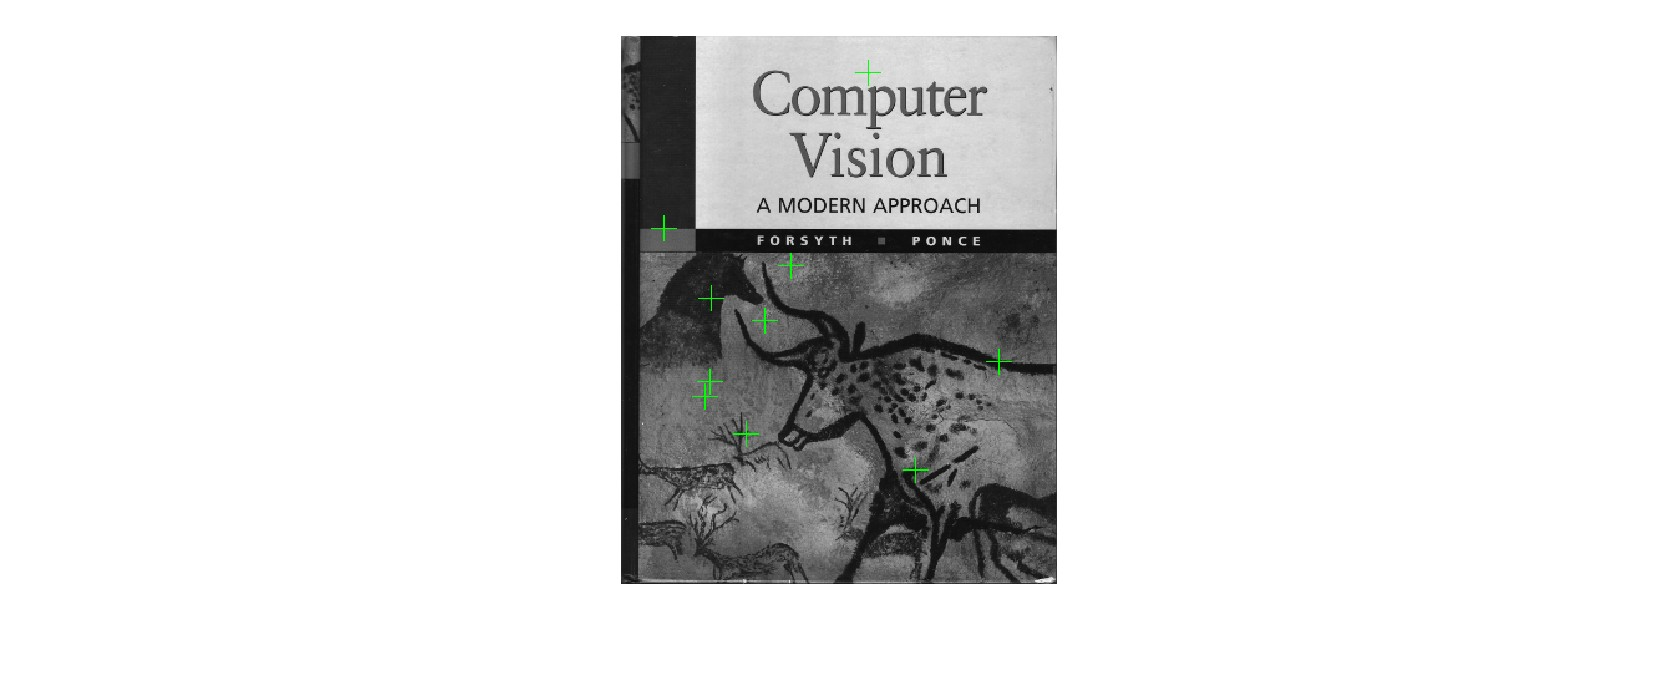 Computer
Vision
A MODERN APPROACH
FORSYTH ■ PONCE